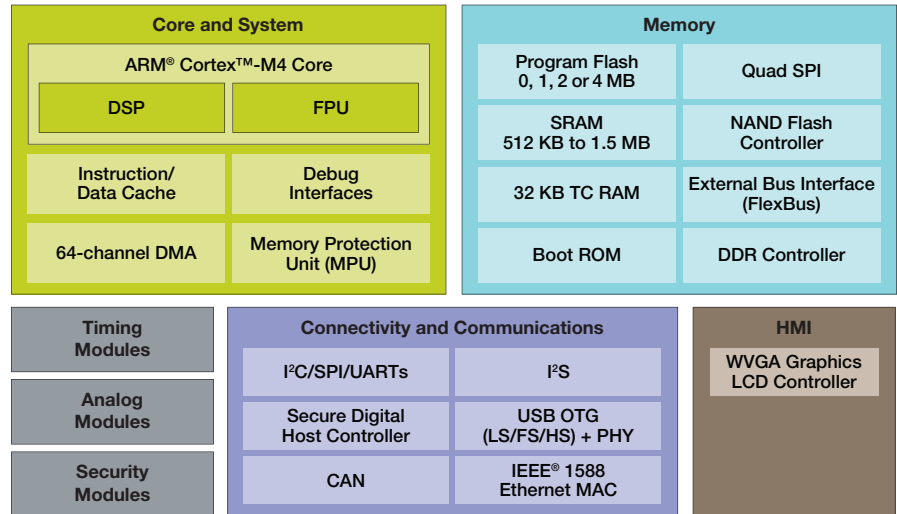 Core and System
ARM® Cortex™-M4 Core
DSP
FPU
Instruction/
Data Cache
Debug
Interfaces
64-channel DMA
Memory Protection
Unit (MPU)
Memory
Program Flash
0, 1, 2 or 4 MB
Quad SPI
SRAM
512 KB to 1.5 MB
NAND Flash
Controller
32 KB TC RAM
External Bus Interface
(FlexBus)
Boot ROM
DDR Controller
Timing
Modules
Analog
Modules
Security
Modules
Connectivity and Communications
I²C/SPI/UARTs
I²S
Secure Digital
Host Controller
USB OTG
(LS/FS/HS) + PHY
CAN
IEEE® 1588
Ethernet MAC
HMI
WVGA Graphics
LCD Controller